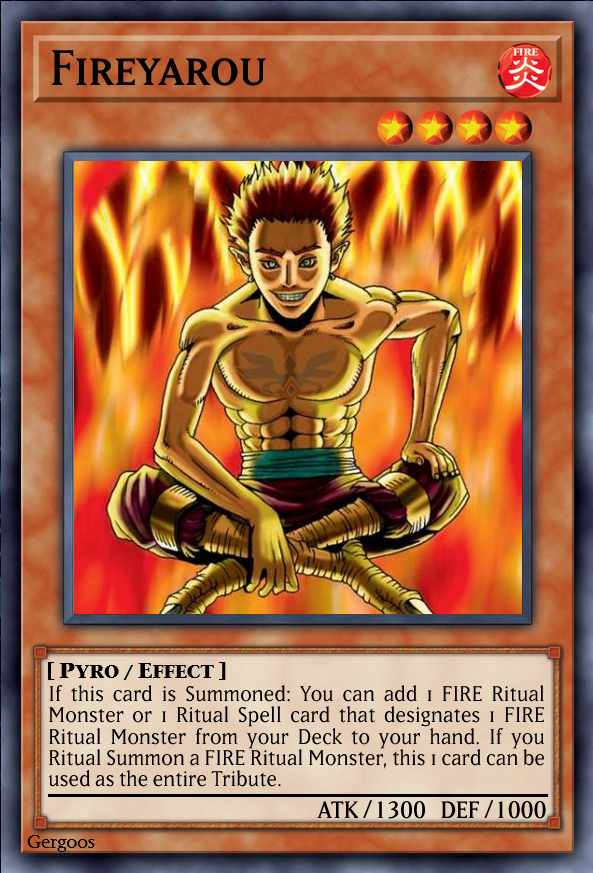 Fireyarou
FIRE
炎
[ Pyro / Effect ]
If this card is Summoned: You can add 1 FIRE Ritual
Monster or 1 Ritual Spell card that designates 1 FIRE
Ritual Monster from your Deck to your hand. If you
Ritual Summon a FIRE Ritual Monster, this 1 card can be
used as the entire Tribute.
ATK / 1300 DEF / 1000
Gergoos